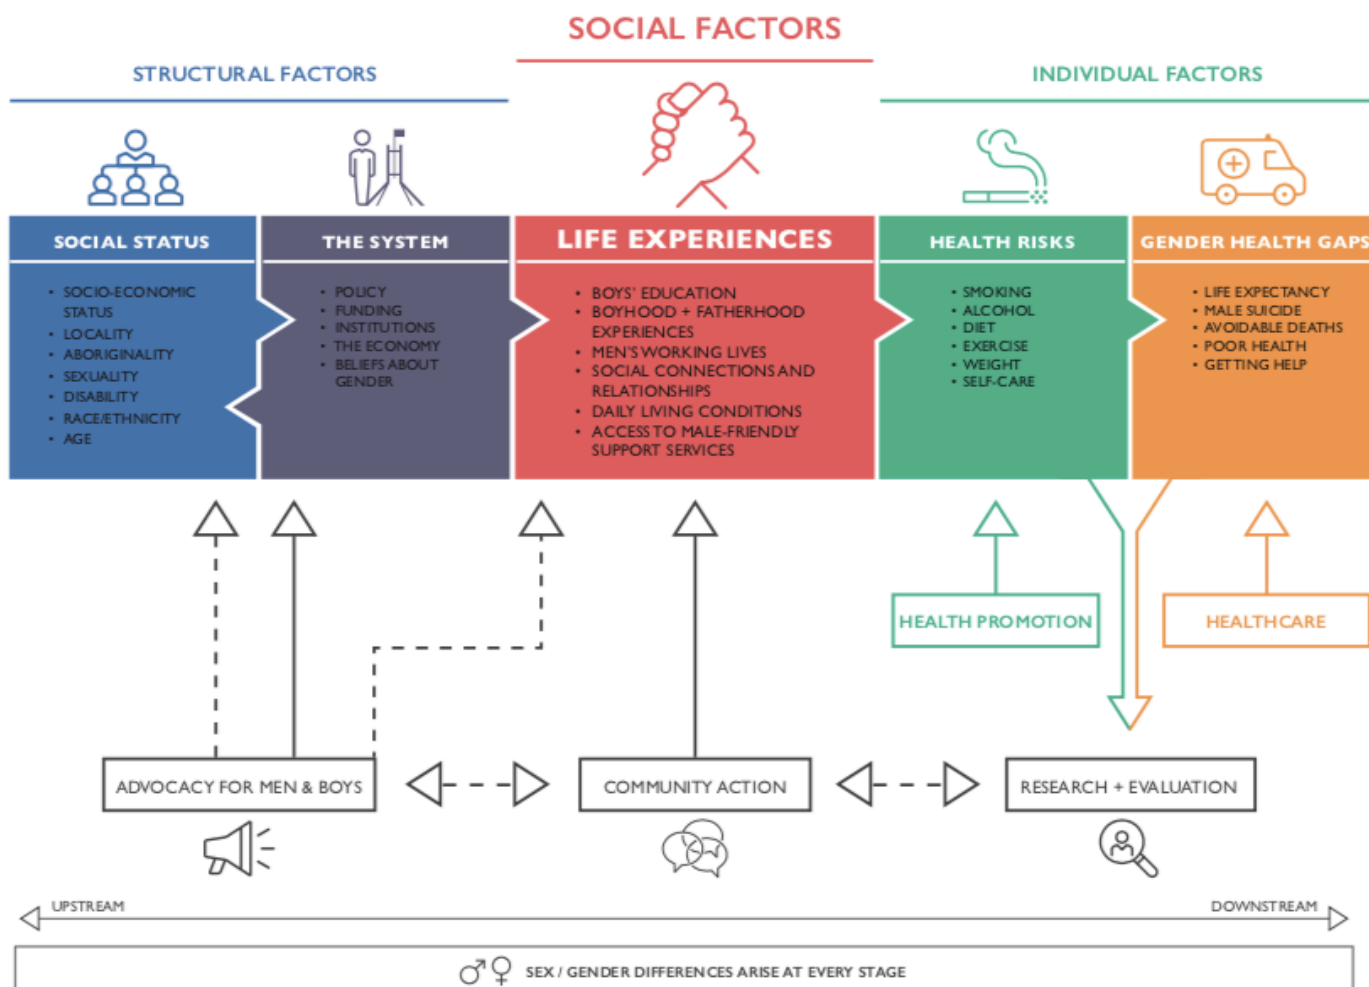 SOCIAL FACTORS
STRUCTURAL FACTORS
INDIVIDUAL FACTORS
SOCIAL STATUS
• SOCIO-ECONOMIC
STATUS
• LOCALITY
• ABORIGINALITY
• SEXUALITY
• DISABILITY
• RACE/ETHNICITY
• AGE
THE SYSTEM
• POLICY
• FUNDING
• INSTITUTIONS
• THE ECONOMY
• BELIEFS ABOUT
GENDER
LIFE EXPERIENCES
• BOYS' EDUCATION
• BOYHOOD + FATHERHOOD
EXPERIENCES
• MEN'S WORKING LIVES
• SOCIAL CONNECTIONS AND
RELATIONSHIPS
• DAILY LIVING CONDITIONS
• ACCESS TO MALE-FRIENDLY
SUPPORT SERVICES
HEALTH RISKS
• SMOKING
• ALCOHOL
• DIET
• EXERCISE
• WEIGHT
• SELF-CARE
GENDER HEALTH GAPS
• LIFE EXPECTANCY
• MALE SUICIDE
• AVOIDABLE DEATHS
• POOR HEALTH
• GETTING HELP
HEALTH PROMOTION
HEALTHCARE
ADVOCACY FOR MEN & BOYS
COMMUNITY ACTION
RESEARCH + EVALUATION
UPSTREAM
DOWNSTREAM
SEX / GENDER DIFFERENCES ARISE AT EVERY STAGE